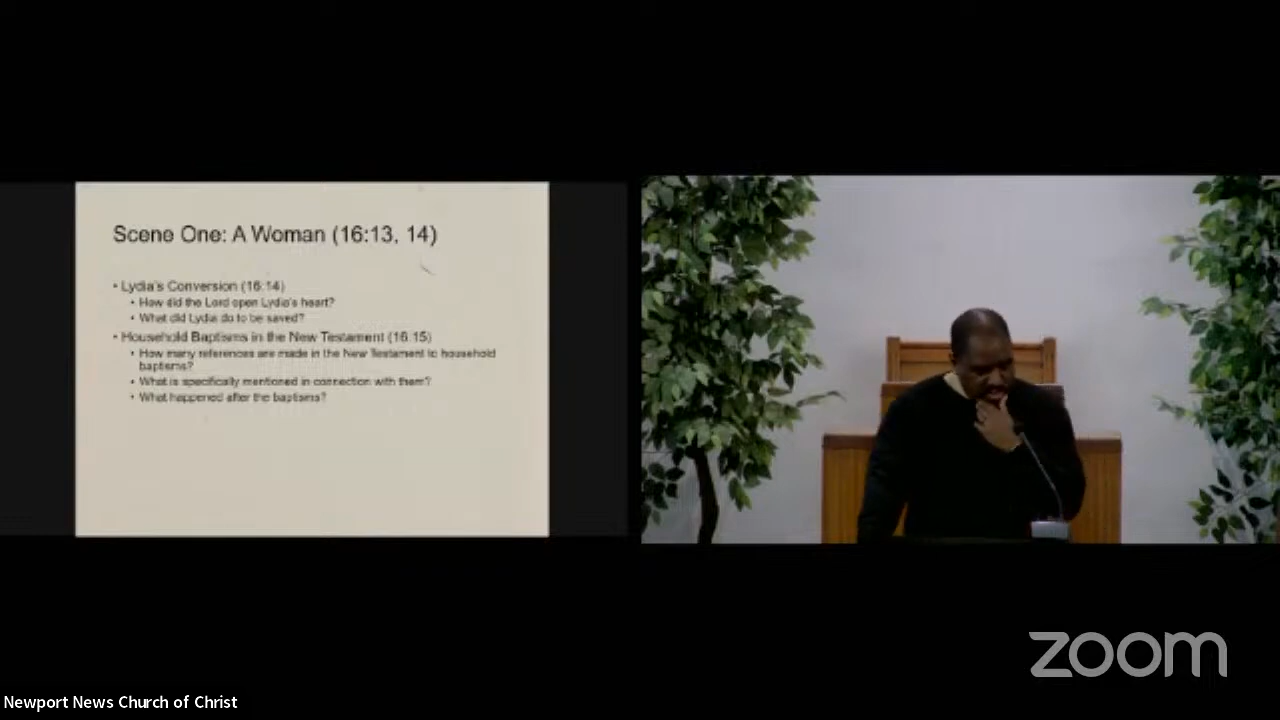 Scene One: A Woman (16:13, 14)
• Lydia's Conversion (16:14)
• How did the Lord open Lydia's heart?
• What did Lydia do to be saved?
• Household Baptisms in the New Testament (16:15)
• How many references are made in the New Testament to household
baptisms?
• What is specifically mentioned in connection with them?
• What happened after the baptisms?
zoom
Newport News Church of Christ